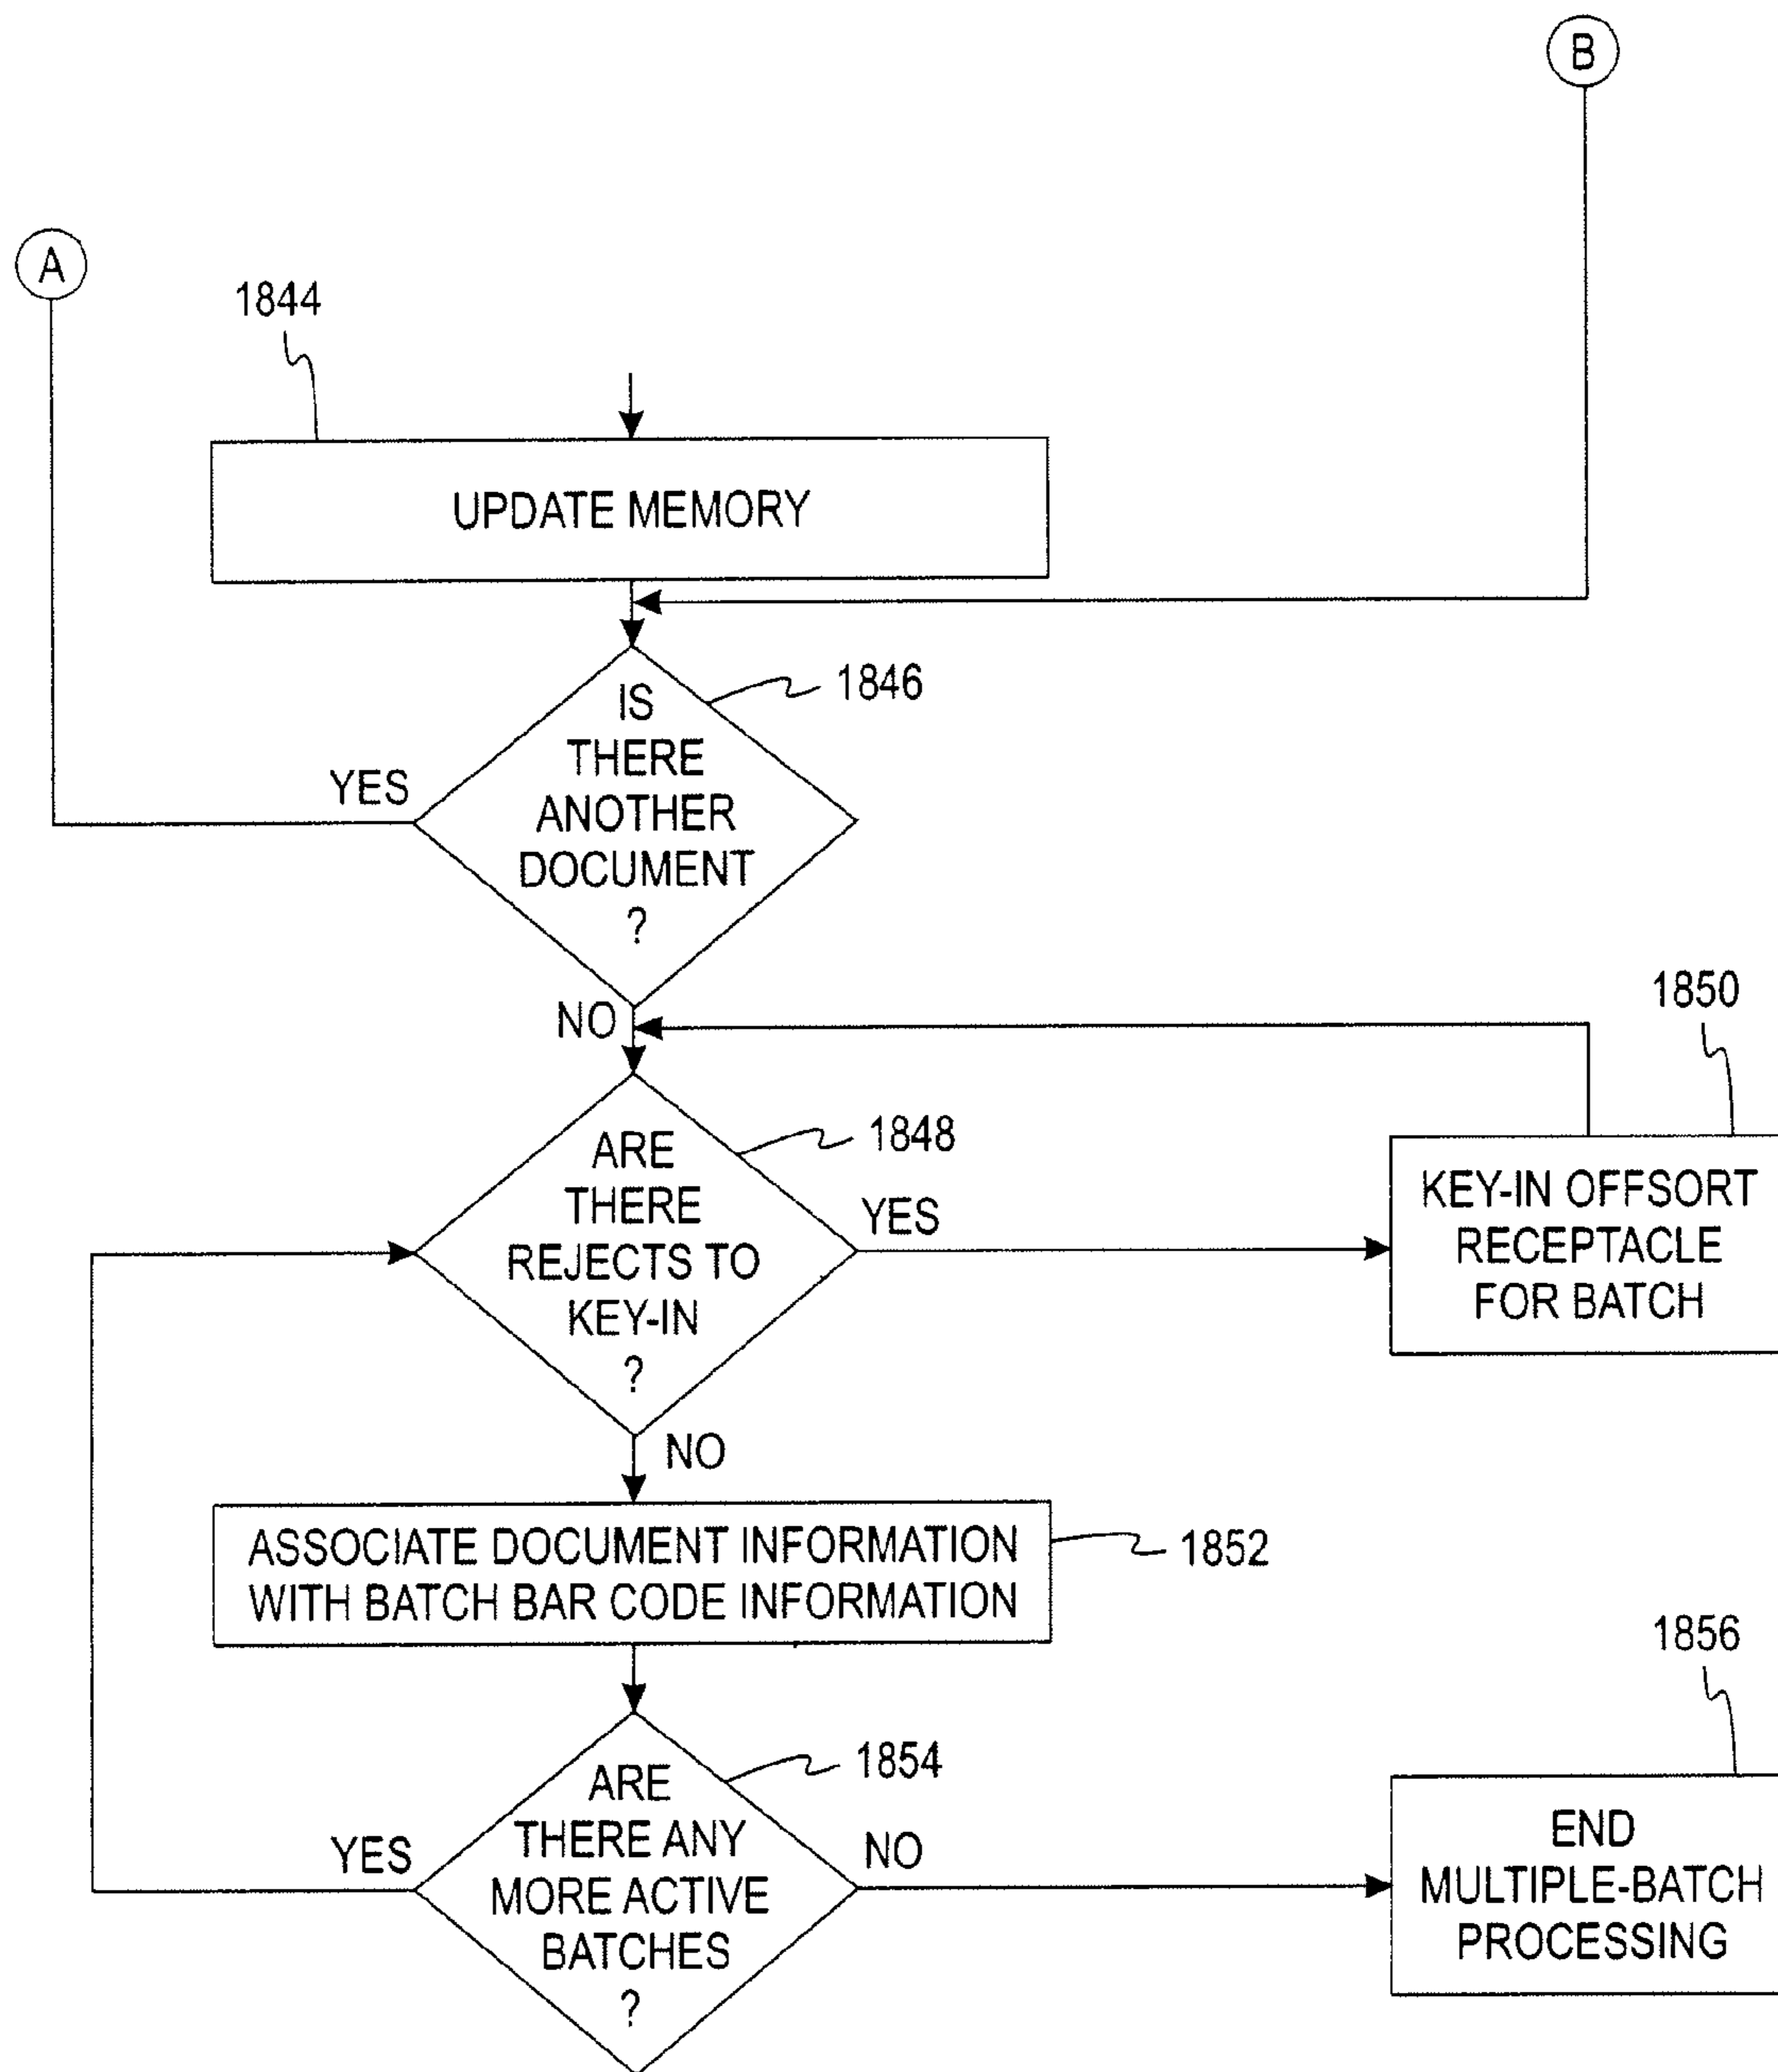 B
A
1844
UPDATE MEMORY
1846
IS
THERE
ANOTHER
DOCUMENT
?
YES
NO
1848
ARE
THERE
REJECTS TO
KEY-IN
?
YES
1850
KEY-IN OFFSORT
RECEPTACLE
FOR BATCH
NO
ASSOCIATE DOCUMENT INFORMATION
WITH BATCH BAR CODE INFORMATION
1852
1854
ARE
THERE ANY
MORE ACTIVE
BATCHES
?
YES
NO
1856
END
MULTIPLE-BATCH
PROCESSING